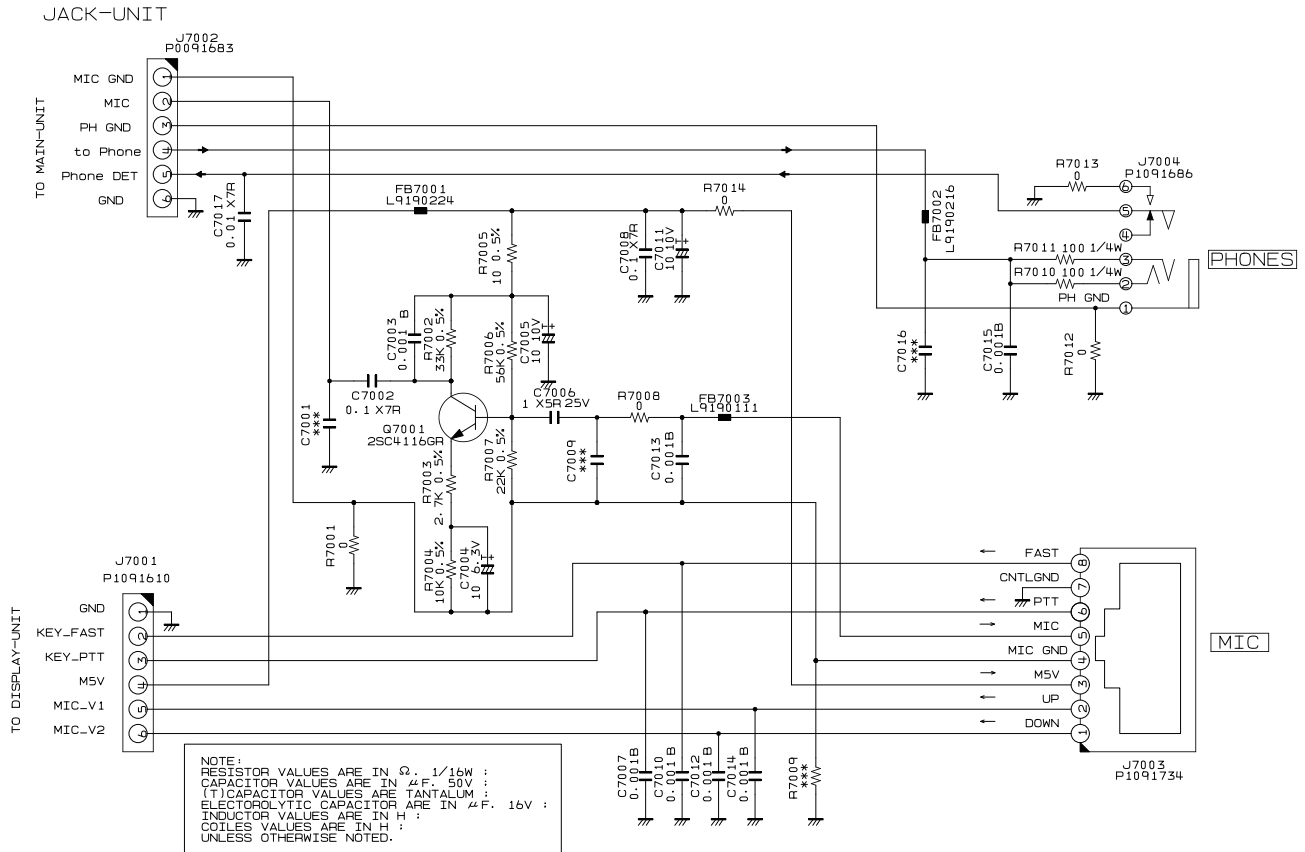 JACK-UNIT
J7002
P0091683
TO MAIN-UNIT
MIC GND
1
MIC
2
PH GND
3
to Phone
4
Phone DET
5
GND
6
C7017
0.01 X7R
FB7001
L9190224
R7014
0
R7005
10 0.5%
C7008
0.1 X7R
C7011
10 10V
FB7002
L9190216
R7013
0
J7004
P1091686
6
5
4
R7011 100 1/4W
3
R7010 100 1/4W
2
PH GND
1
PHONES
C7016
***
C7015
0.001B
R7012
0
C7003
0.001 B
R7002
33K 0.5%
R7006
56K 0.5%
C7005
10 10V
C7001
***
C7002
0.1 X7R
Q7001
2SC4116GR
C7006
1 X5R 25V
R7008
0
FB7003
L9190111
R7003
2.7K 0.5%
R7007
22K 0.5%
C7009
***
C7013
0.001B
R7001
0
R7004
10K 0.5%
C7004
10 6.3V
J7001
P1091610
TO DISPLAY-UNIT
GND
1
KEY_FAST
2
KEY_PTT
3
M5V
4
MIC_V1
5
MIC_V2
6
FAST
8
CNTLGND
7
PTT
6
MIC
5
MIC GND
4
M5V
3
UP
2
DOWN
1
MIC
J7003
P1091734
C7007
0.001B
C7010
0.001 B
C7012
0.001 B
C7014
0.001 B
R7009
***
NOTE:
RESISTOR VALUES ARE IN Ω. 1/16W :
CAPACITOR VALUES ARE IN μF. 50V :
(T)CAPACITOR VALUES ARE TANTALUM :
ELECTOROLYTIC CAPACITOR ARE IN μF. 16V :
INDUCTOR VALUES ARE IN H :
COILES VALUES ARE IN H :
UNLESS OTHERWISE NOTED.